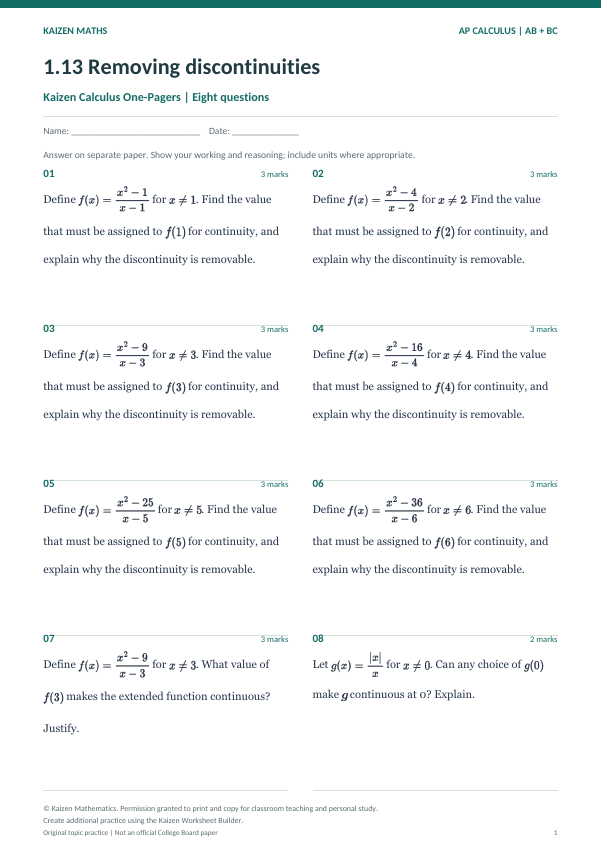 KAIZEN MATHS
AP CALCULUS | AB + BC
1.13 Removing discontinuities
Kaizen Calculus One-Pagers | Eight questions
Name: ____________________________ Date: ______________
Answer on separate paper. Show your working and reasoning; include units where appropriate.
01 3 marks
Define f(x) = (x² − 1)/(x − 1) for x ≠ 1. Find the value
that must be assigned to f(1) for continuity, and
explain why the discontinuity is removable.
02 3 marks
Define f(x) = (x² − 4)/(x − 2) for x ≠ 2. Find the value
that must be assigned to f(2) for continuity, and
explain why the discontinuity is removable.
03 3 marks
Define f(x) = (x² − 9)/(x − 3) for x ≠ 3. Find the value
that must be assigned to f(3) for continuity, and
explain why the discontinuity is removable.
04 3 marks
Define f(x) = (x² − 16)/(x − 4) for x ≠ 4. Find the value
that must be assigned to f(4) for continuity, and
explain why the discontinuity is removable.
05 3 marks
Define f(x) = (x² − 25)/(x − 5) for x ≠ 5. Find the value
that must be assigned to f(5) for continuity, and
explain why the discontinuity is removable.
06 3 marks
Define f(x) = (x² − 36)/(x − 6) for x ≠ 6. Find the value
that must be assigned to f(6) for continuity, and
explain why the discontinuity is removable.
07 3 marks
Define f(x) = (x² − 9)/(x − 3) for x ≠ 3. What value of
f(3) makes the extended function continuous?
Justify.
08 2 marks
Let g(x) = |x|/x for x ≠ 0. Can any choice of g(0)
make g continuous at 0? Explain.
© Kaizen Mathematics. Permission granted to print and copy for classroom teaching and personal study.
Create additional practice using the Kaizen Worksheet Builder.
Original topic practice | Not an official College Board paper
1